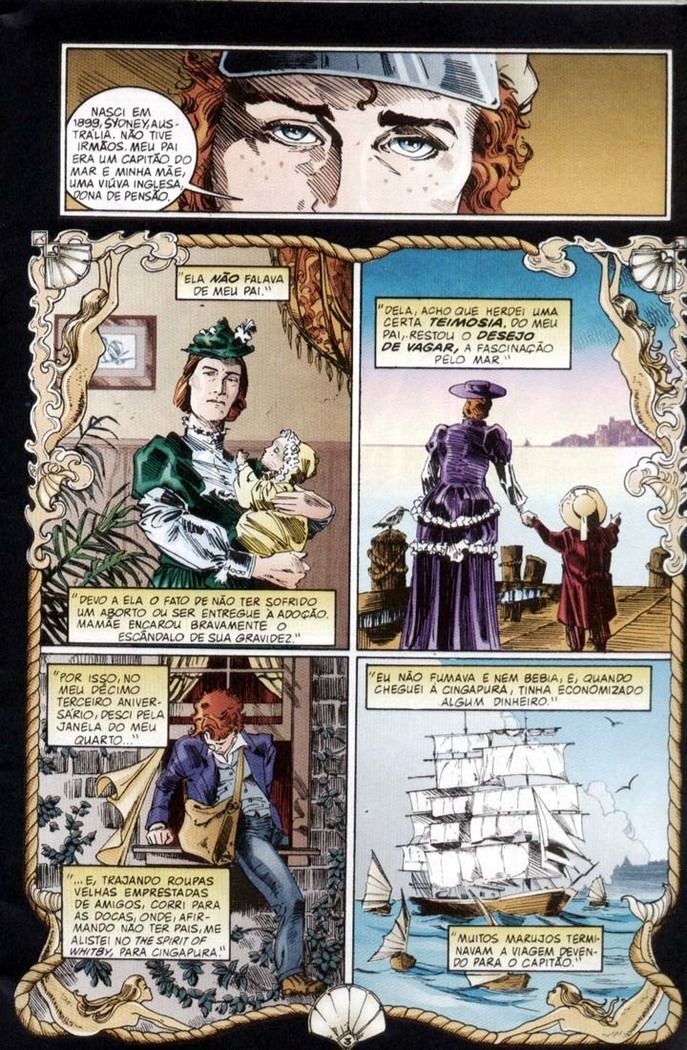 NASCI EM
1899, SYDNEY, AUS-
TRÁLIA. NÃO TIVE
IRMÃOS. MEU PAI
ERA UM CAPITÃO DO
MAR E MINHA MÃE,
UMA VIÚVA INGLESA,
DONA DE PENSÃO.
"ELA NÃO FALAVA
DE MEU PAI."
"DEVO A ELA O FATO DE NÃO TER SOFRIDO
UM ABORTO OU SER ENTREGUE À ADOÇÃO.
MAMÃE ENCAROU BRAVAMENTE O
ESCÂNDALO DE SUA GRAVIDEZ."
"DELA, ACHO QUE HERDEI UMA
CERTA TEIMOSIA. DO MEU
PAI, RESTOU O DESEJO
DE VAGAR, A FASCINAÇÃO
PELO MAR"
"POR ISSO, NO
MEU DÉCIMO
TERCEIRO ANIVER-
SÁRIO, DESCI PELA
JANELA DO MEU
QUARTO..."
"...E, TRAJANDO ROUPAS
VELHAS EMPRESTADAS
DE AMIGOS, CORRI PARA
AS DOCAS, ONDE, AFIR-
MANDO NÃO TER PAIS, ME
ALISTEI NO THE SPIRIT OF
WHITBY, PARA CINGAPURA."
"EU NÃO FUMAVA E NEM BEBIA, E, QUANDO
CHEGUEI À CINGAPURA, TINHA ECONOMIZADO
ALGUM DINHEIRO."
"MUITOS MARUJOS TERMI-
NAVAM A VIAGEM DEVEN-
DO PARA O CAPITÃO."
3